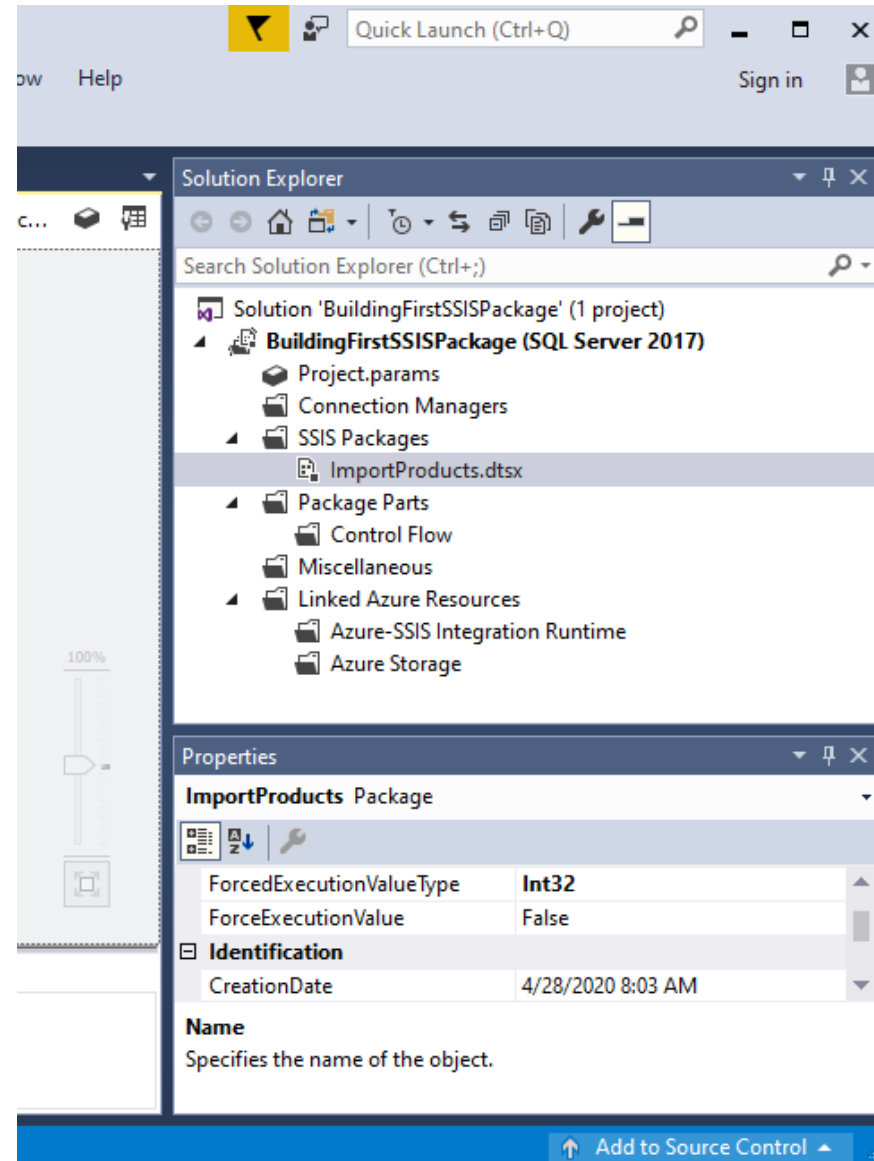 Quick Launch (Ctrl+Q)
ow Help
Sign in
Solution Explorer
c...
Search Solution Explorer (Ctrl+;)
Solution 'BuildingFirstSSISPackage' (1 project)
BuildingFirstSSISPackage (SQL Server 2017)
Project.params
Connection Managers
SSIS Packages
ImportProducts.dtsx
Package Parts
Control Flow
Miscellaneous
Linked Azure Resources
Azure-SSIS Integration Runtime
Azure Storage
100%
Properties
ImportProducts Package
ForcedExecutionValueType Int32
ForceExecutionValue False
Identification
CreationDate 4/28/2020 8:03 AM
Name
Specifies the name of the object.
Add to Source Control